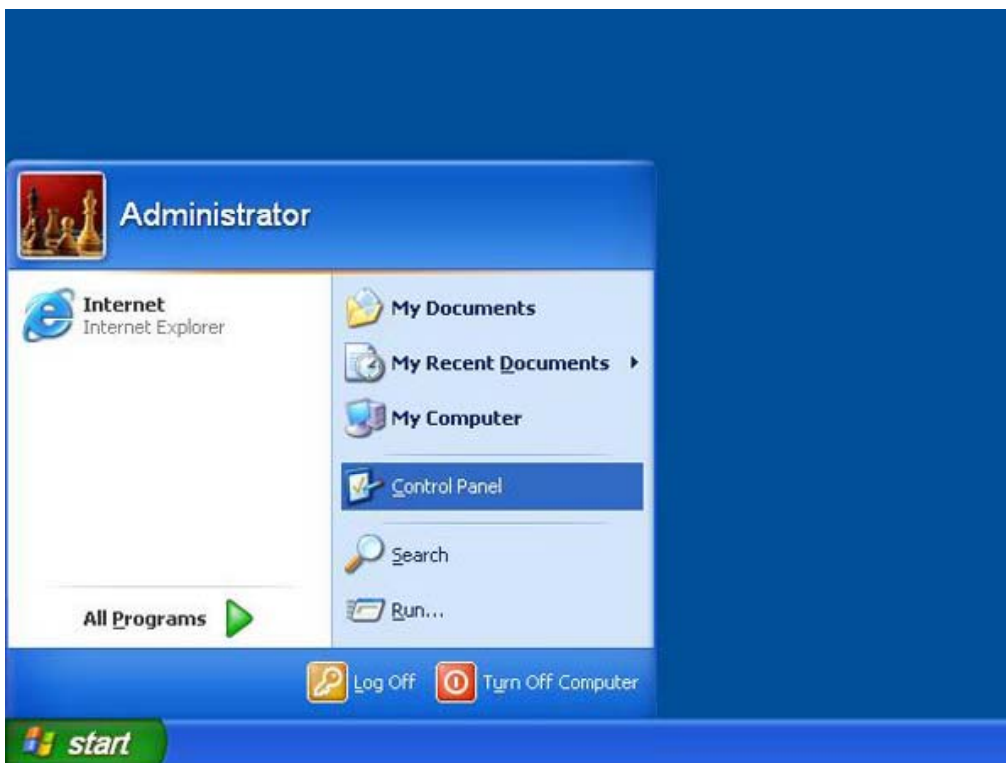 Administrator
Internet
Internet Explorer
All Programs
My Documents
My Recent Documents
My Computer
Control Panel
Search
Run...
Log Off
Turn Off Computer
start